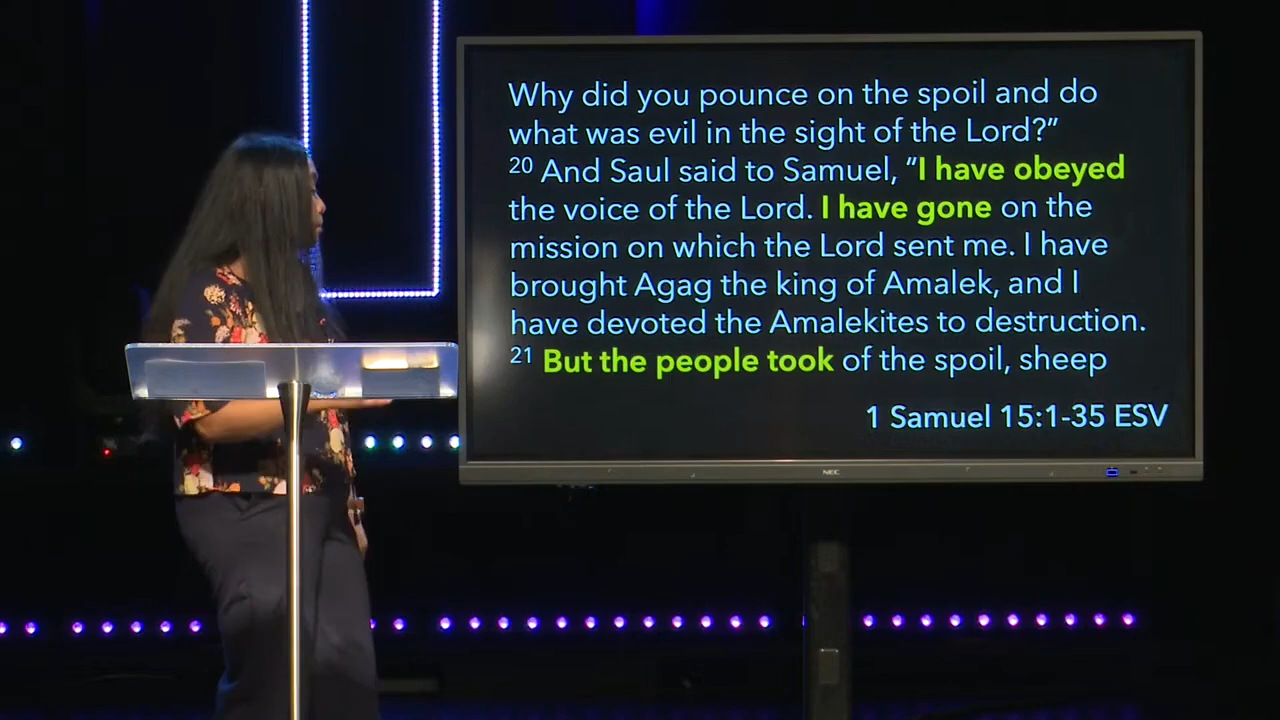 Why did you pounce on the spoil and do
what was evil in the sight of the Lord?”
20 And Saul said to Samuel, “I have obeyed
the voice of the Lord. I have gone on the
mission on which the Lord sent me. I have
brought Agag the king of Amalek, and I
have devoted the Amalekites to destruction.
21 But the people took of the spoil, sheep
1 Samuel 15:1-35 ESV
NEC